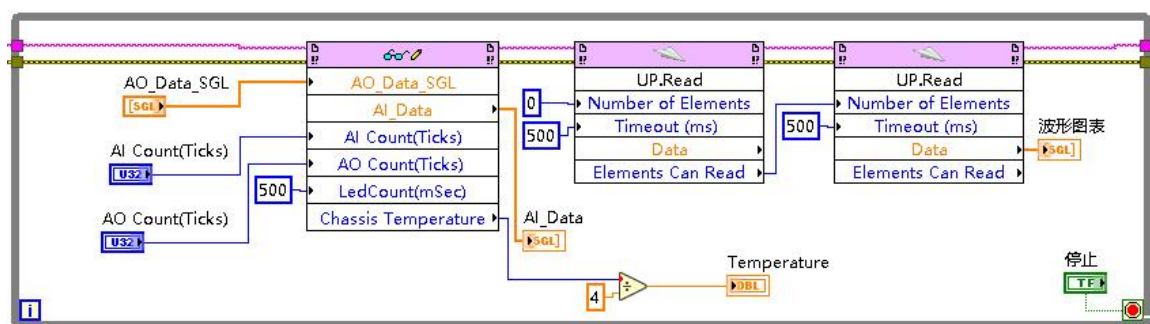 AO_Data_SGL
SGL
AI Count(Ticks)
U32
500
AO Count(Ticks)
U32
AO_Data_SGL
AI_Data
AI Count(Ticks)
AO Count(Ticks)
LedCount(mSec)
Chassis Temperature
AI_Data
SGL
4
÷
Temperature
DBL
UP.Read
0
Number of Elements
500
Timeout (ms)
Data
Elements Can Read
UP.Read
Number of Elements
500
Timeout (ms)
Data
Elements Can Read
波形图表
SGL
停止
TF
i